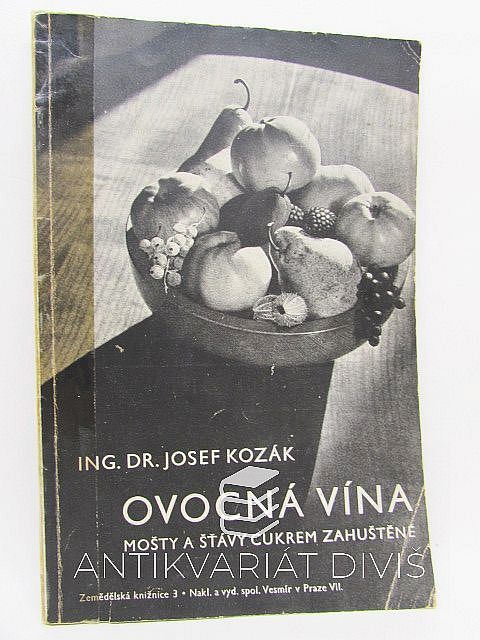 ING. DR. JOSEF KOZÁK
OVOCNÁ VÍNA
MOŠTY A ŠŤÁVY CUKREM ZAHUŠTĚNÉ
ANTIKVARIÁT DIVIŠ
Zemědělská knižnice 3 • Nakl. a vyd. spol. Vesmír v Praze VII.